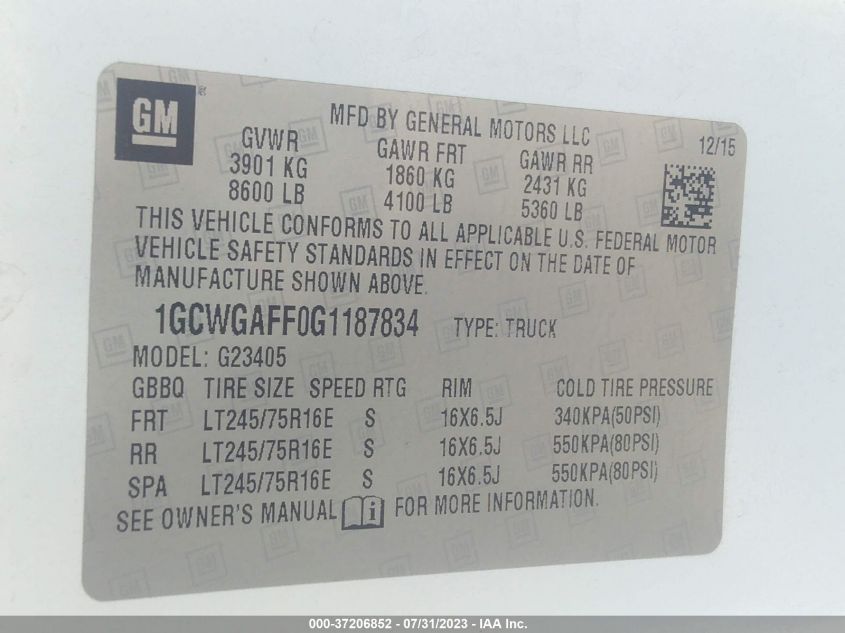 GM
MFD BY GENERAL MOTORS LLC
12/15
GVWR GAWR FRT GAWR RR
3901 KG 1860 KG 2431 KG
8600 LB 4100 LB 5360 LB
THIS VEHICLE CONFORMS TO ALL APPLICABLE U.S. FEDERAL MOTOR
VEHICLE SAFETY STANDARDS IN EFFECT ON THE DATE OF
MANUFACTURE SHOWN ABOVE.
1GCWGAFF0G1187834 TYPE: TRUCK
MODEL: G23405
GBBQ TIRE SIZE SPEED RTG RIM COLD TIRE PRESSURE
FRT LT245/75R16E S 16X6.5J 340KPA(50PSI)
RR LT245/75R16E S 16X6.5J 550KPA(80PSI)
SPA LT245/75R16E S 16X6.5J 550KPA(80PSI)
SEE OWNER'S MANUAL i FOR MORE INFORMATION.
000-37206852 - 07/31/2023 - IAA Inc.